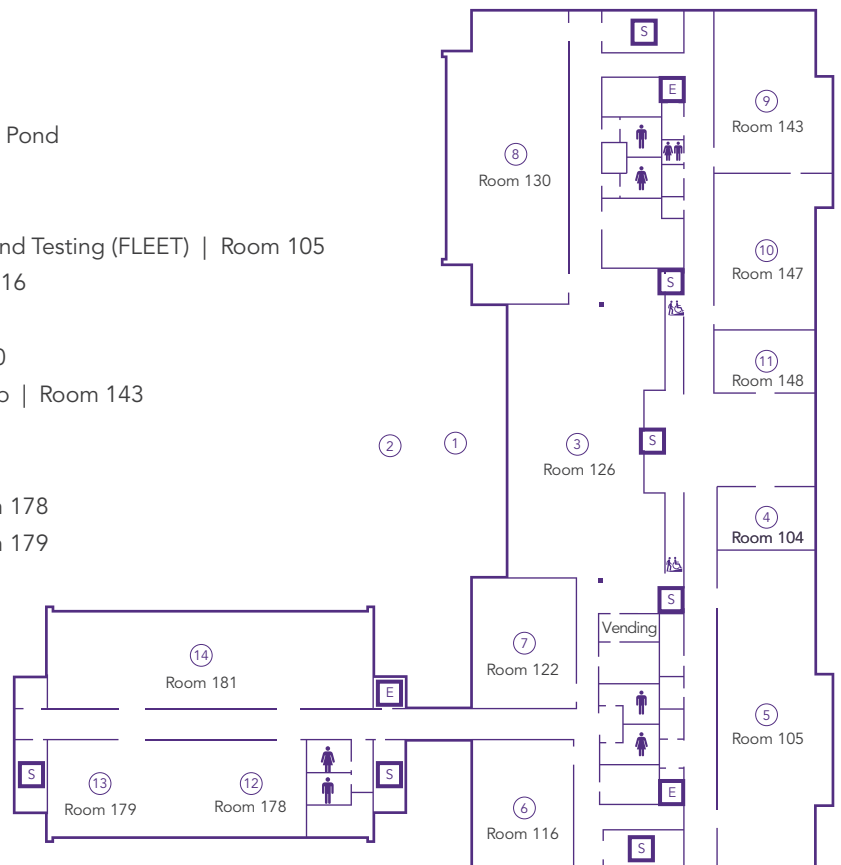 Pond
nd Testing (FLEET) | Room 105
16
0
o | Room 143
178
179
S
E
8
Room 130
9
Room 143
10
Room 147
S
11
Room 148
2
1
3
Room 126
S
4
Room 104
S
Vending
7
Room 122
14
Room 181
E
5
Room 105
S
13
Room 179
12
Room 178
S
E
6
Room 116
S